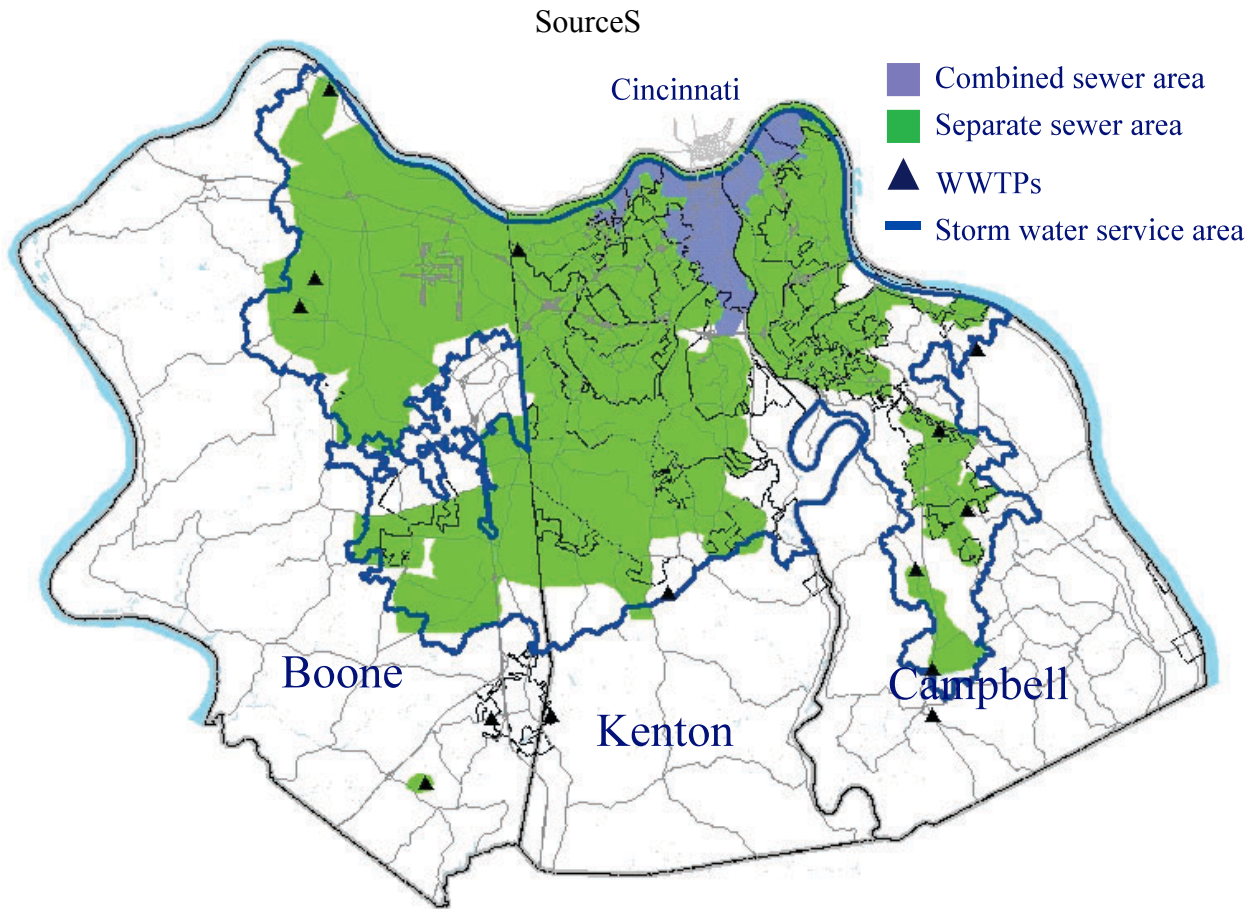 SourceS
Cincinnati
Combined sewer area
Separate sewer area
WWTPs
Storm water service area
Boone
Kenton
Campbell